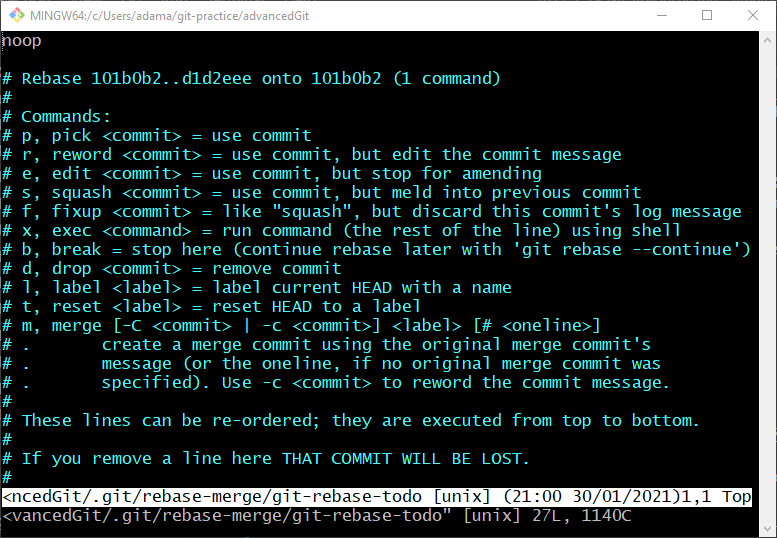 MINGW64:/c/Users/adama/git-practice/advancedGit
noop
# Rebase 101b0b2..d1d2eee onto 101b0b2 (1 command)
#
# Commands:
# p, pick <commit> = use commit
# r, reword <commit> = use commit, but edit the commit message
# e, edit <commit> = use commit, but stop for amending
# s, squash <commit> = use commit, but meld into previous commit
# f, fixup <commit> = like "squash", but discard this commit's log message
# x, exec <command> = run command (the rest of the line) using shell
# b, break = stop here (continue rebase later with 'git rebase --continue')
# d, drop <commit> = remove commit
# l, label <label> = label current HEAD with a name
# t, reset <label> = reset HEAD to a label
# m, merge [-C <commit> | -c <commit>] <label> [# <oneline>]
# .       create a merge commit using the original merge commit's
# .       message (or the oneline, if no original merge commit was
# .       specified). Use -c <commit> to reword the commit message.
#
# These lines can be re-ordered; they are executed from top to bottom.
#
# If you remove a line here THAT COMMIT WILL BE LOST.
#
<ncedGit/.git/rebase-merge/git-rebase-todo [unix] (21:00 30/01/2021)1,1 Top
<vancedGit/.git/rebase-merge/git-rebase-todo" [unix] 27L, 1140C